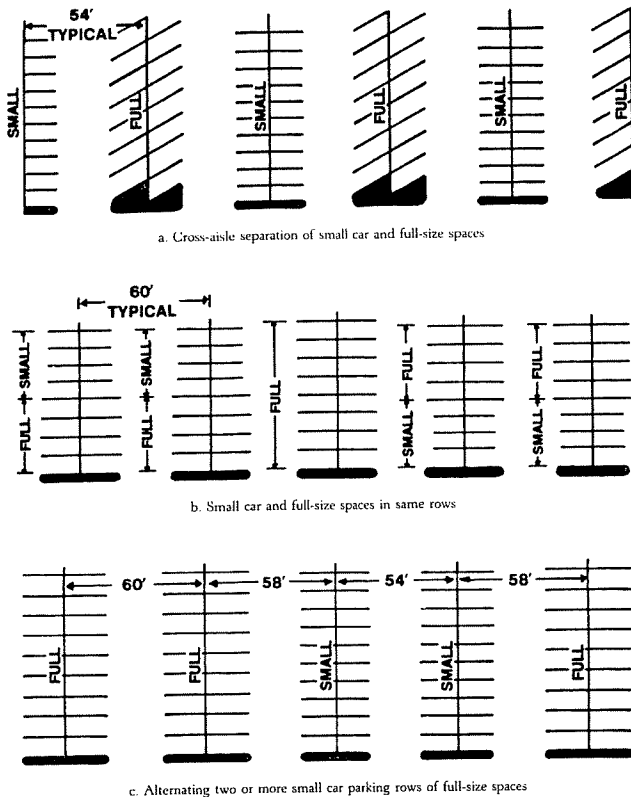 54'
TYPICAL
SMALL
FULL
SMALL
FULL
SMALL
FULL
a. Cross-aisle separation of small car and full-size spaces
60'
TYPICAL
SMALL
FULL
SMALL
FULL
FULL
FULL
SMALL
FULL
SMALL
b. Small car and full-size spaces in same rows
60' 58' 54' 58'
FULL
FULL
SMALL
SMALL
FULL
c. Alternating two or more small car parking rows of full-size spaces